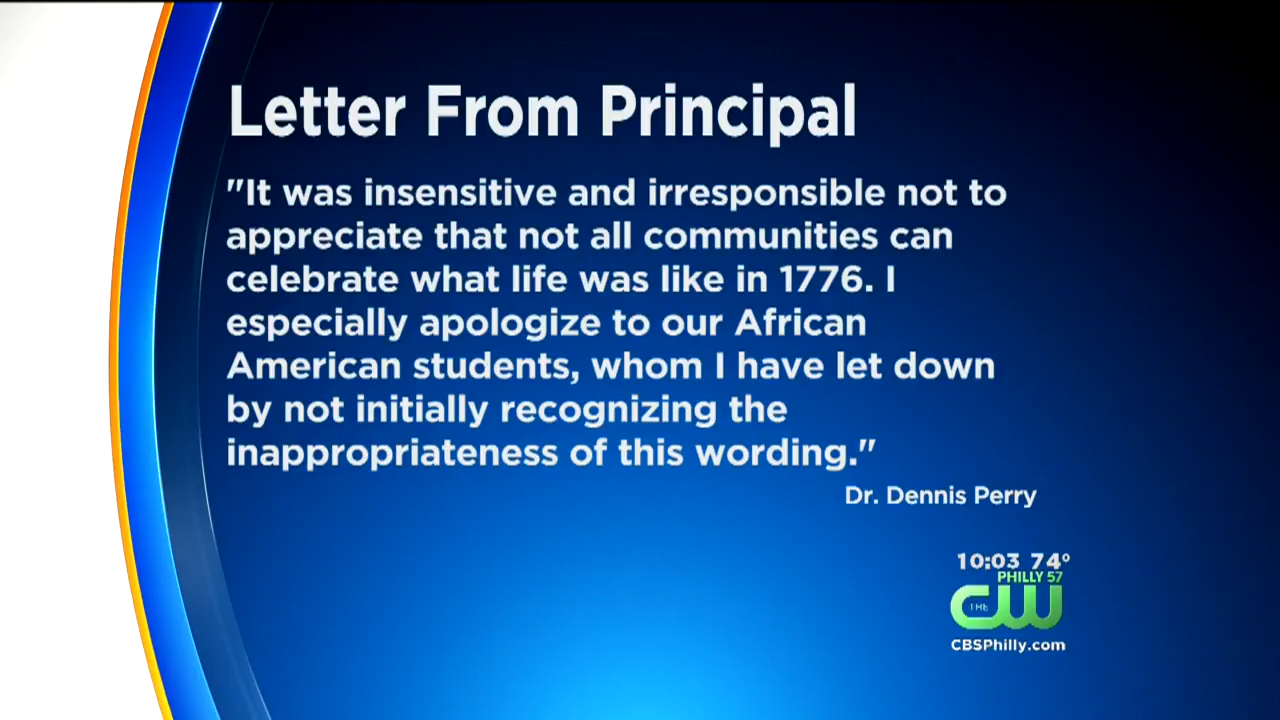 Letter From Principal
"It was insensitive and irresponsible not to
appreciate that not all communities can
celebrate what life was like in 1776. I
especially apologize to our African
American students, whom I have let down
by not initially recognizing the
inappropriateness of this wording."
Dr. Dennis Perry
10:03 74°
PHILLY 57
THE CW
CBSPhilly.com